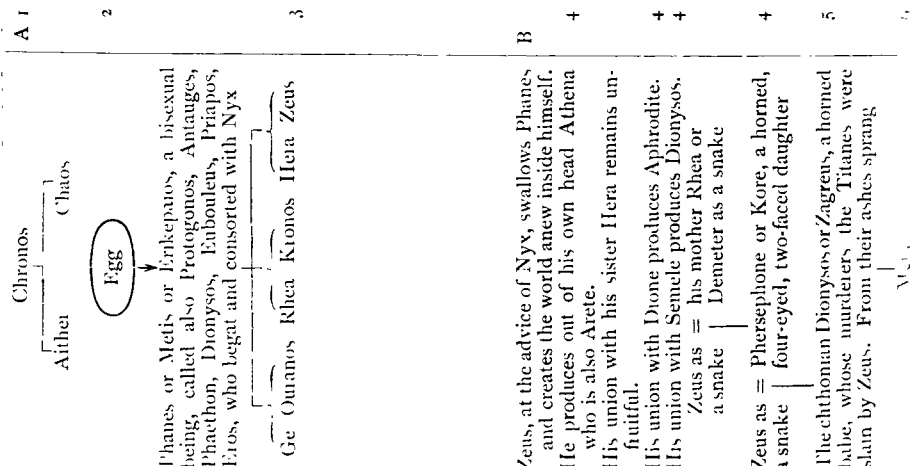 Chronos A 1
Aither Chaos
Egg 2
Phanes or Metis or Erikepaios, a bisexual
being, called also Protogonos, Antauges,
Phaethon, Dionysos, Eubouleus, Priapos,
Eros, who begat and consorted with Nyx
3
Ge Ouranos Rhea Kronos Hera Zeus
Zeus, at the advice of Nyx, swallows Phanes B
and creates the world anew inside himself.
He produces out of his own head Athena 4
who is also Arete.
His union with his sister Hera remains un-
fruitful.
His union with Dione produces Aphrodite. 4
His union with Semele produces Dionysos. 4
Zeus as = his mother Rhea or
a snake Demeter as a snake
Zeus as = Phersephone or Kore, a horned, 4
a snake four-eyed, two-faced daughter
The chthonian Dionysos or Zagreus, a horned 5
babe, whose murderers the Titanes were
slain by Zeus. From their ashes sprang